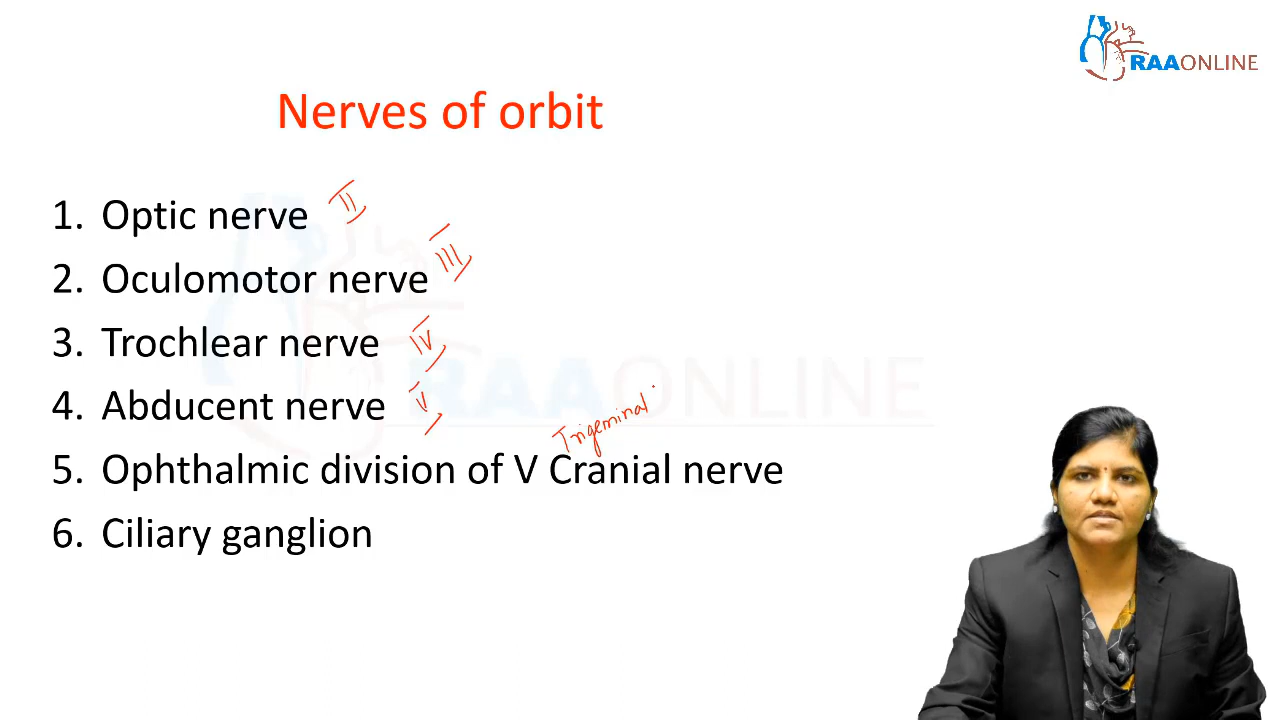 RAAONLINE
Nerves of orbit
1. Optic nerve II
2. Oculomotor nerve III
3. Trochlear nerve IV
4. Abducent nerve V
Trigeminal
5. Ophthalmic division of V Cranial nerve
6. Ciliary ganglion
RAAONLINE